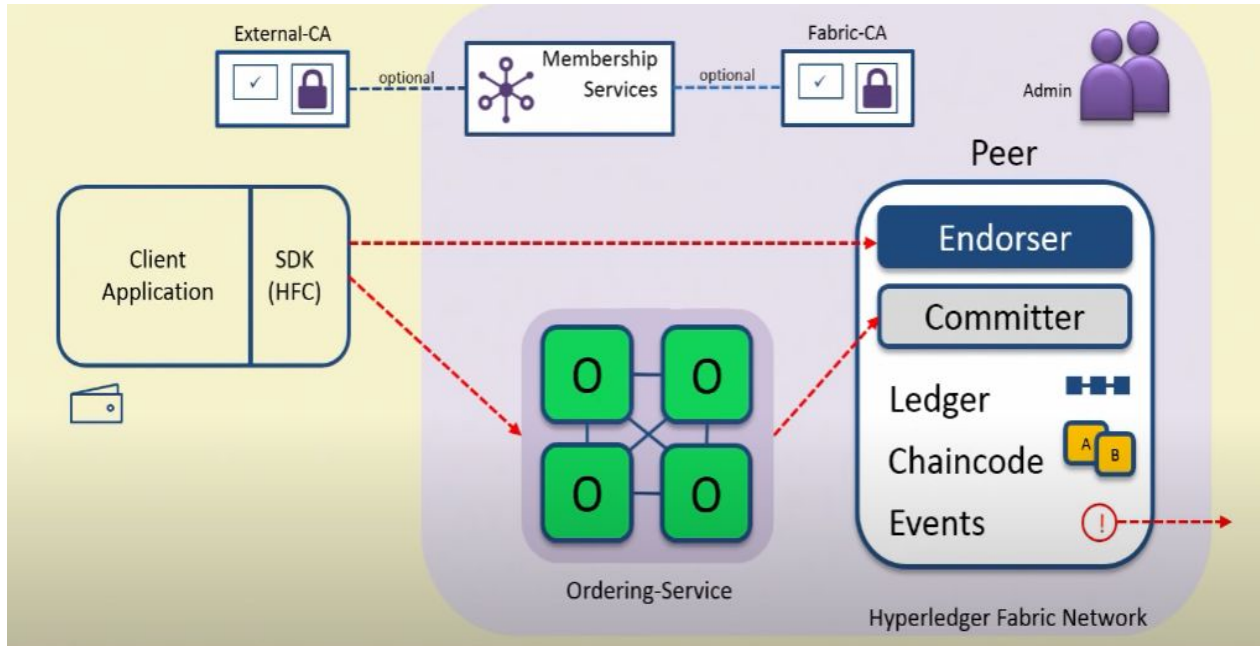 External-CA
optional
Membership
Services
optional
Fabric-CA
Admin
Peer
Client
Application
SDK
(HFC)
Endorser
Committer
Ledger
Chaincode
A
B
Events
!
O
O
O
O
Ordering-Service
Hyperledger Fabric Network